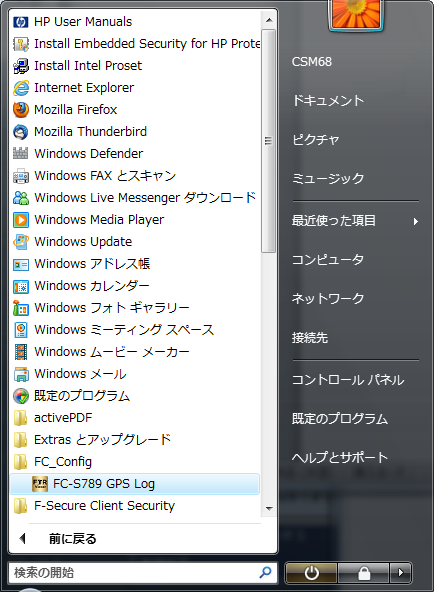 HP User Manuals
Install Embedded Security for HP Prote
Install Intel Proset
Internet Explorer
Mozilla Firefox
Mozilla Thunderbird
Windows Defender
Windows FAX とスキャン
Windows Live Messenger ダウンロード
Windows Media Player
Windows Update
Windows アドレス帳
Windows カレンダー
Windows フォト ギャラリー
Windows ミーティング スペース
Windows ムービー メーカー
Windows メール
既定のプログラム
activePDF
Extras とアップグレード
FC_Config
FC-S789 GPS Log
F-Secure Client Security
前に戻る
検索の開始
CSM68
ドキュメント
ピクチャ
ミュージック
最近使った項目
コンピュータ
ネットワーク
接続先
コントロール パネル
既定のプログラム
ヘルプとサポート